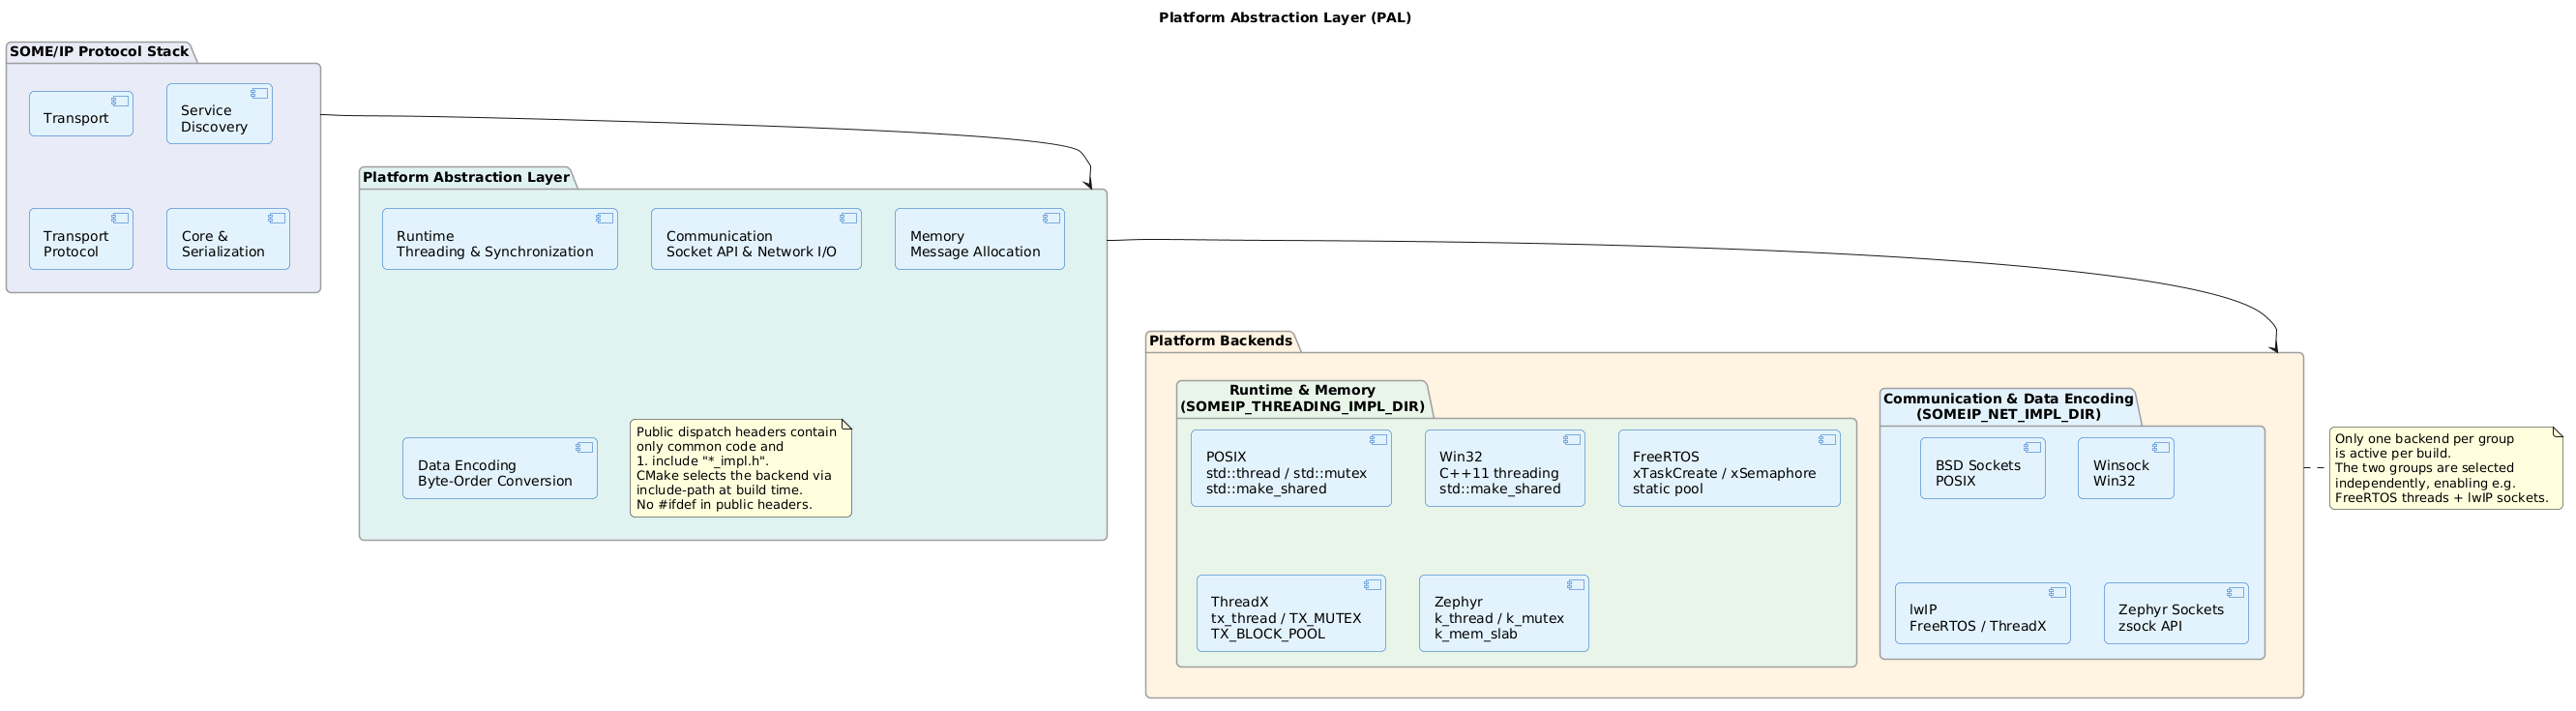 Platform Abstraction Layer (PAL)
SOME/IP Protocol Stack
Transport
Service
Discovery
Transport
Protocol
Core &
Serialization
Platform Abstraction Layer
Runtime
Threading & Synchronization
Communication
Socket API & Network I/O
Memory
Message Allocation
Data Encoding
Byte-Order Conversion
Public dispatch headers contain
only common code and
1. include "*_impl.h".
CMake selects the backend via
include-path at build time.
No #ifdef in public headers.
Platform Backends
Runtime & Memory
(SOMEIP_THREADING_IMPL_DIR)
POSIX
std::thread / std::mutex
std::make_shared
Win32
C++11 threading
std::make_shared
FreeRTOS
xTaskCreate / xSemaphore
static pool
ThreadX
tx_thread / TX_MUTEX
TX_BLOCK_POOL
Zephyr
k_thread / k_mutex
k_mem_slab
Communication & Data Encoding
(SOMEIP_NET_IMPL_DIR)
BSD Sockets
POSIX
Winsock
Win32
lwIP
FreeRTOS / ThreadX
Zephyr Sockets
zsock API
Only one backend per group
is active per build.
The two groups are selected
independently, enabling e.g.
FreeRTOS threads + lwIP sockets.